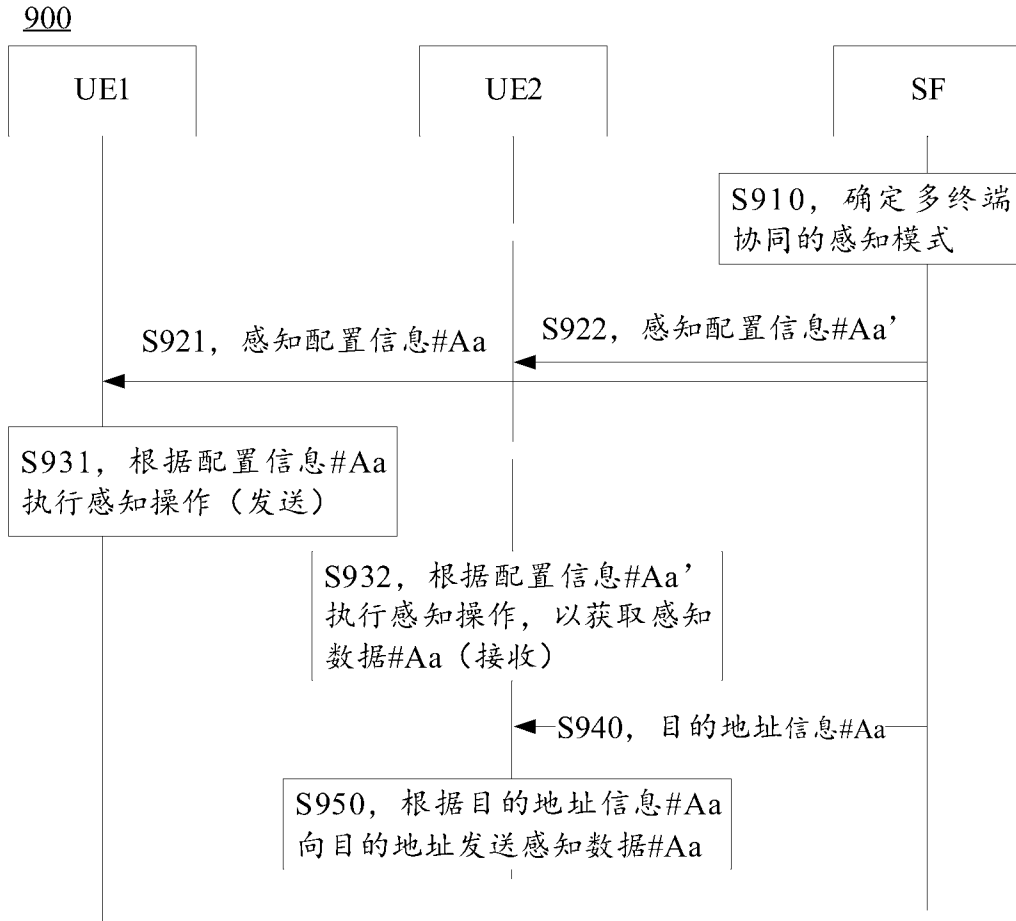 900
UE1
UE2
SF
S910，确定多终端
协同的感知模式
S922，感知配置信息#Aa’
S921，感知配置信息#Aa
S931，根据配置信息#Aa
执行感知操作（发送）
S932，根据配置信息#Aa’
执行感知操作，以获取感知
数据#Aa（接收）
S940，目的地址信息#Aa
S950，根据目的地址信息#Aa
向目的地址发送感知数据#Aa